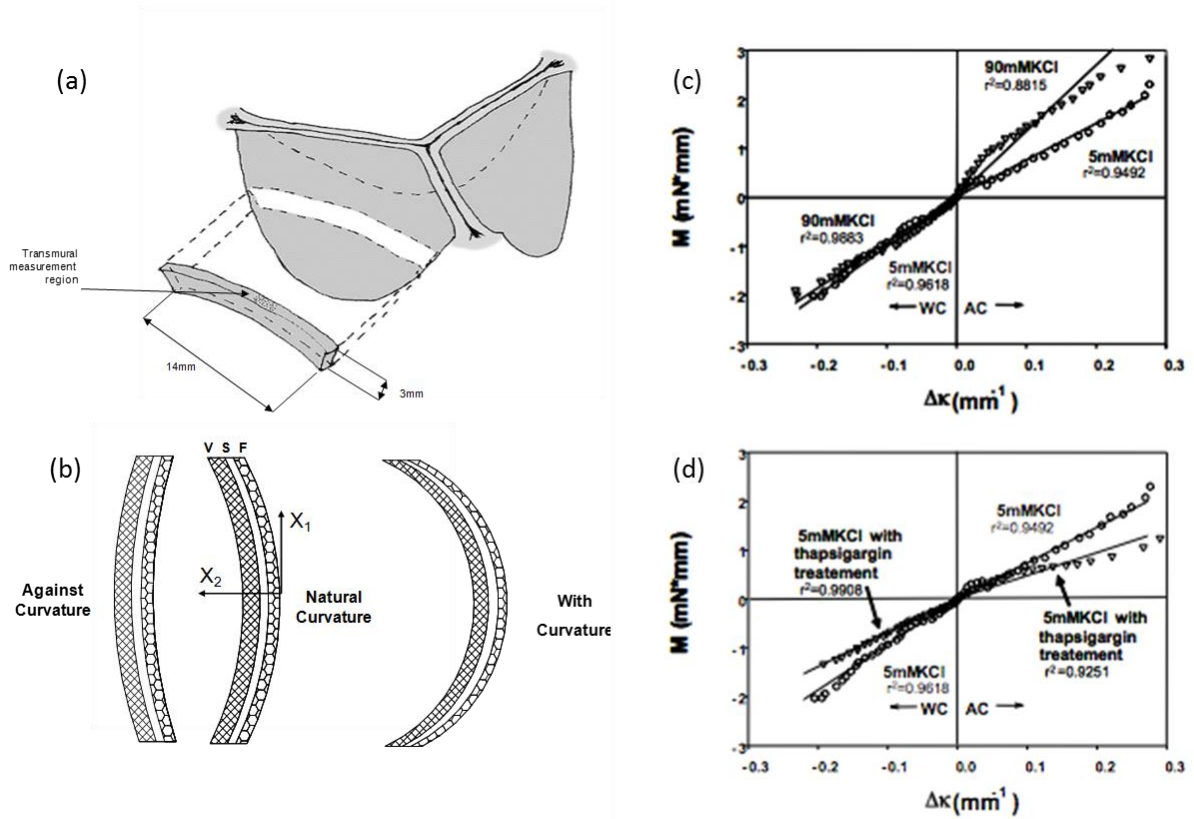 (a)
Transmural
measurement
region
14mm
3mm
(b)
V S F
X1
X2
Against
Curvature
Natural
Curvature
With
Curvature
(c)
3
2
1
0
-1
-2
-3
M (mN*mm)
90mMKCl
r²=0.8815
5mMKCl
r²=0.9492
90mMKCl
r²=0.9883
5mMKCl
r²=0.9618
WC AC
-0.3 -0.2 -0.1 0.0 0.1 0.2 0.3
Δκ(mm-1)
(d)
3
2
1
0
-1
-2
-3
M (mN*mm)
5mMKCl
r²=0.9492
5mMKCl with
thapsigargin
treatement
r²=0.9908
5mMKCl with
thapsigargin
treatement
r²=0.9251
5mMKCl
r²=0.9618
WC AC
-0.3 -0.2 -0.1 0.0 0.1 0.2 0.3
Δκ(mm-1)